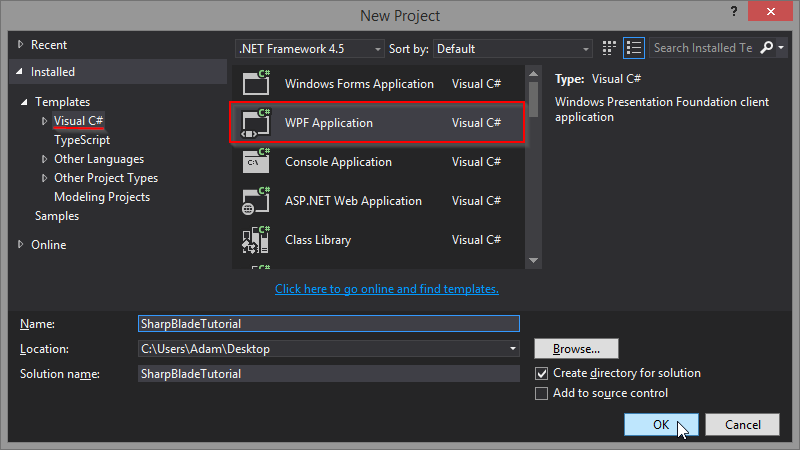 New Project
?
Recent
Installed
Templates
Visual C#
TypeScript
Other Languages
Other Project Types
Modeling Projects
Samples
Online
.NET Framework 4.5
Sort by: Default
Search Installed Te
C# Windows Forms Application Visual C#
C# WPF Application Visual C#
C# C:\ Console Application Visual C#
C# ASP.NET Web Application Visual C#
C# Class Library Visual C#
C#
Type: Visual C#
Windows Presentation Foundation client
application
Click here to go online and find templates.
Name: SharpBladeTutorial
Location: C:\Users\Adam\Desktop Browse...
Solution name: SharpBladeTutorial
Create directory for solution
Add to source control
OK Cancel